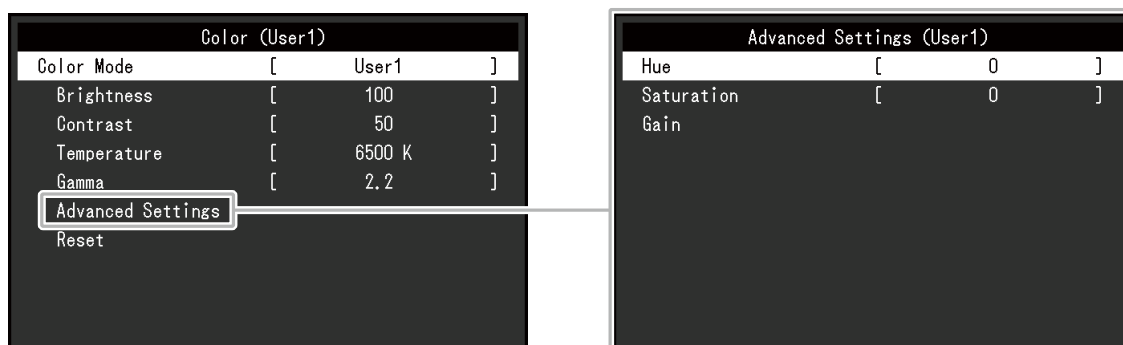 Color (User1)
Color Mode [ User1 ]
Brightness [ 100 ]
Contrast [ 50 ]
Temperature [ 6500 K ]
Gamma [ 2.2 ]
Advanced Settings
Reset
Advanced Settings (User1)
Hue [ 0 ]
Saturation [ 0 ]
Gain